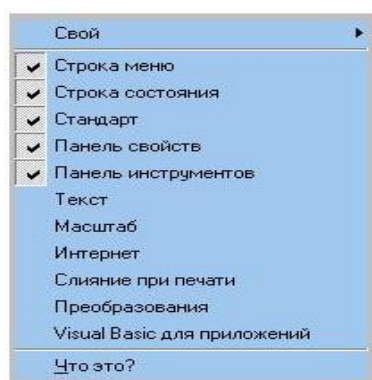 Свой
Строка меню
Строка состояния
Стандарт
Панель свойств
Панель инструментов
Текст
Масштаб
Интернет
Слияние при печати
Преобразования
Visual Basic для приложений
Что это?